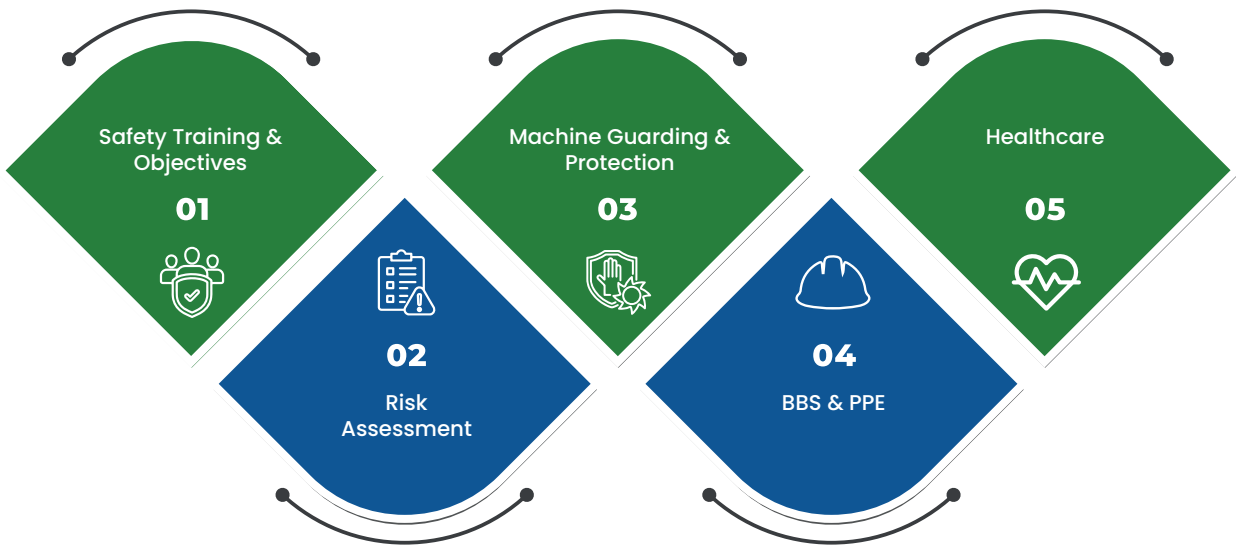 Safety Training &
Objectives
01
02
Risk
Assessment
Machine Guarding &
Protection
03
04
BBS & PPE
Healthcare
05